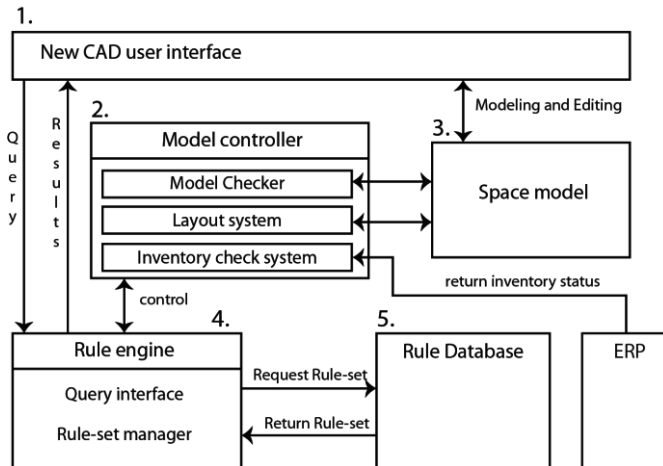 1.
New CAD user interface
Query
Results
Modeling and Editing
2.
Model controller
Model Checker
Layout system
Inventory check system
3.
Space model
return inventory status
control
4.
Rule engine
Query interface
Rule-set manager
Request Rule-set
Return Rule-set
5.
Rule Database
ERP